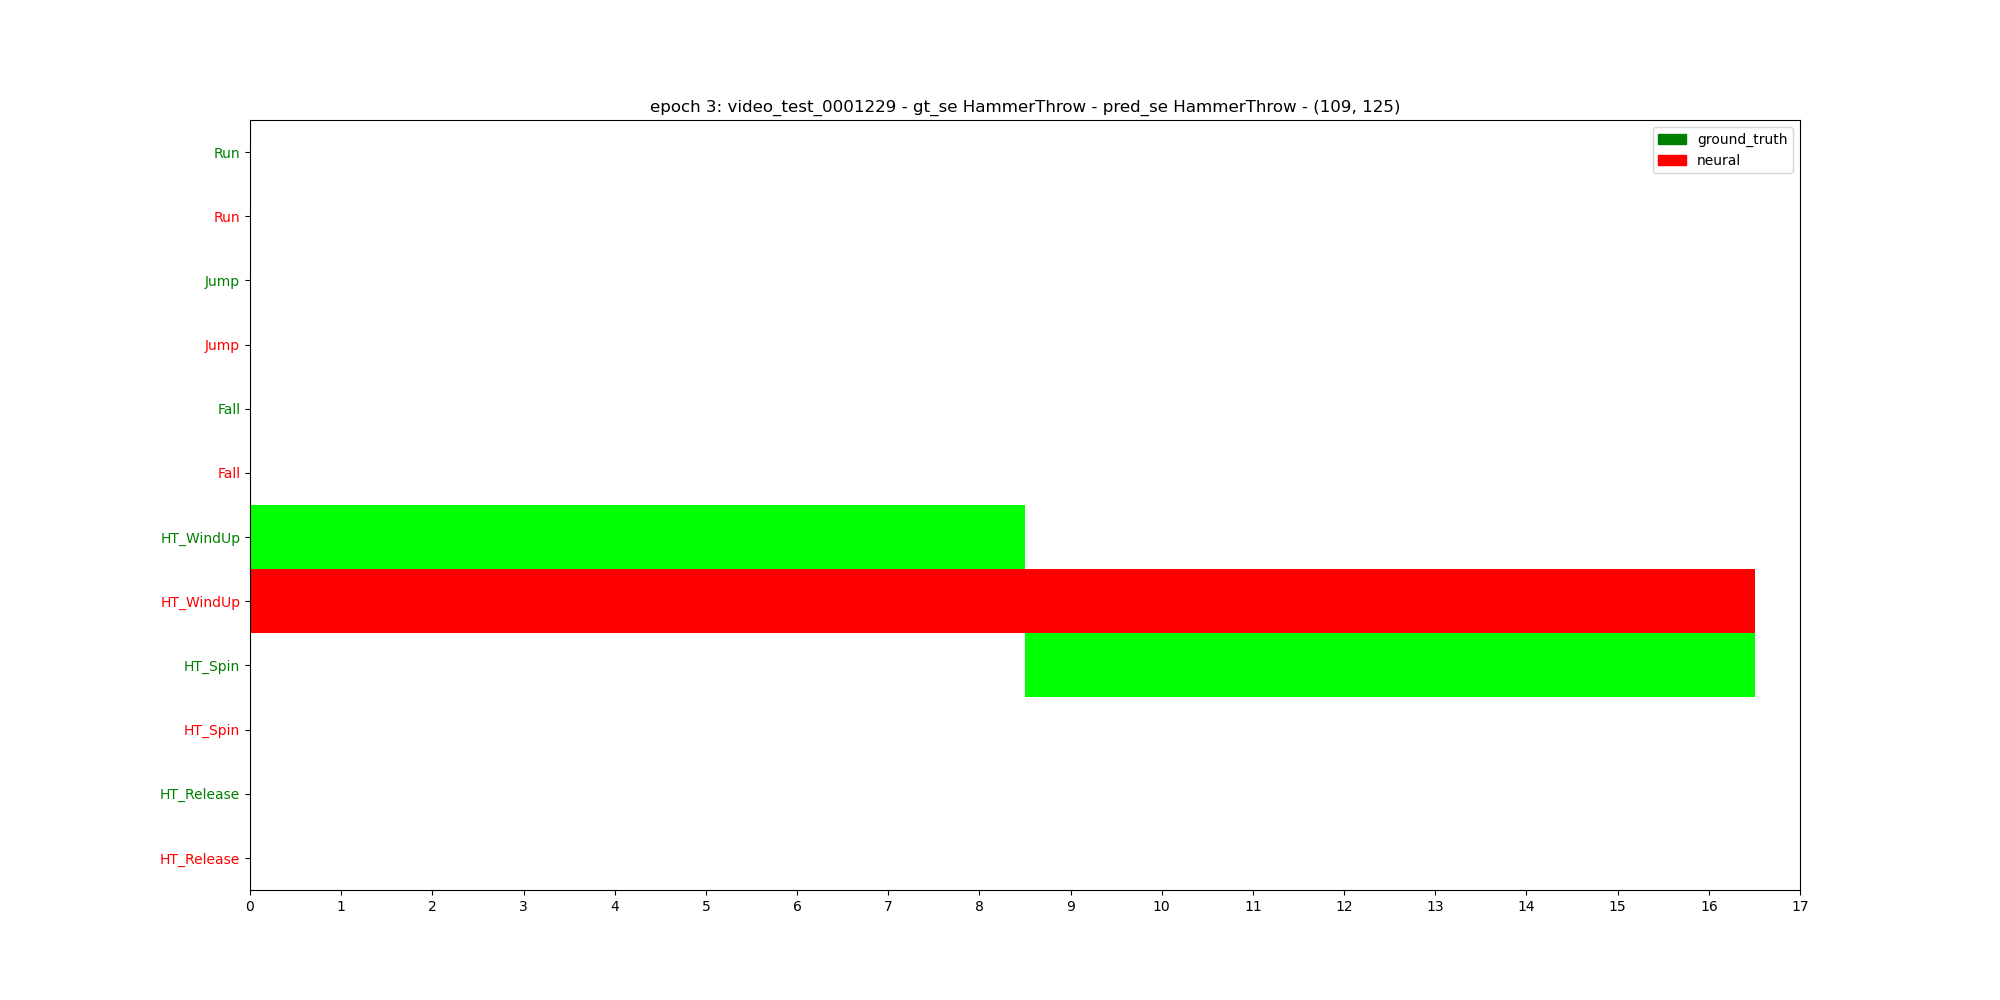 epoch 3: video_test_0001229 - gt_se HammerThrow - pred_se HammerThrow - (109, 125)
ground_truth
neural
Run
Run
Jump
Jump
Fall
Fall
HT_WindUp
HT_WindUp
HT_Spin
HT_Spin
HT_Release
HT_Release
0 1 2 3 4 5 6 7 8 9 10 11 12 13 14 15 16 17